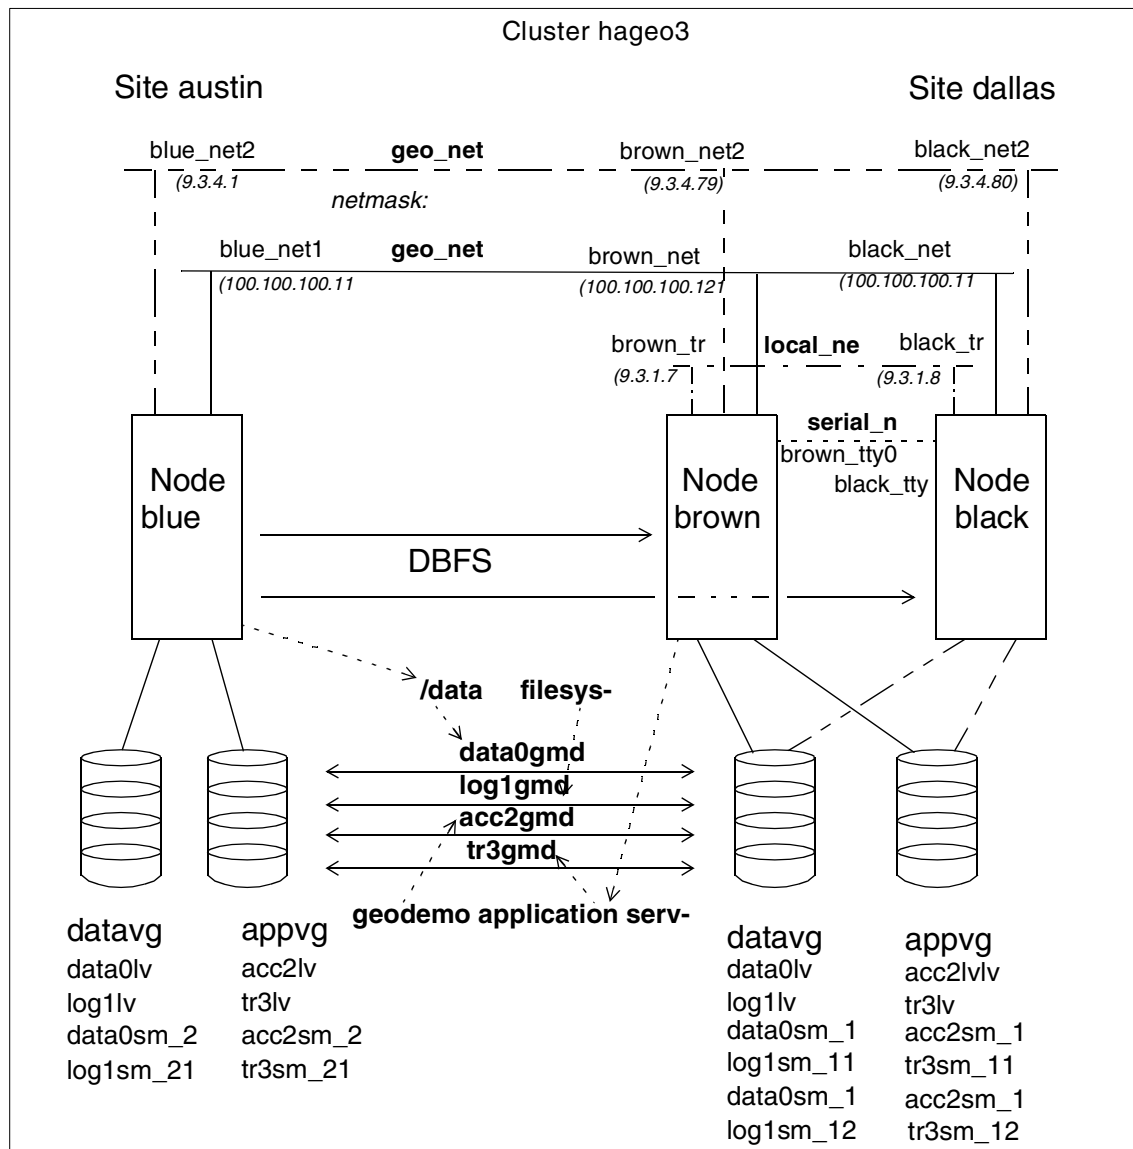 Cluster hageo3
Site austin
Site dallas
blue_net2
geo_net
brown_net2
black_net2
(9.3.4.1
(9.3.4.79)
(9.3.4.80)
netmask:
blue_net1
geo_net
brown_net
black_net
(100.100.100.11
(100.100.100.121
(100.100.100.11
brown_tr
local_ne
black_tr
(9.3.1.7
(9.3.1.8
serial_n
brown_tty0
black_tty
Node
blue
Node
brown
Node
black
DBFS
/data
filesys-
data0gmd
log1gmd
acc2gmd
tr3gmd
geodemo application serv-
datavg
data0lv
log1lv
data0sm_2
log1sm_21
appvg
acc2lv
tr3lv
acc2sm_2
tr3sm_21
datavg
data0lv
log1lv
data0sm_1
log1sm_11
data0sm_1
log1sm_12
appvg
acc2lvlv
tr3lv
acc2sm_1
tr3sm_11
acc2sm_1
tr3sm_12